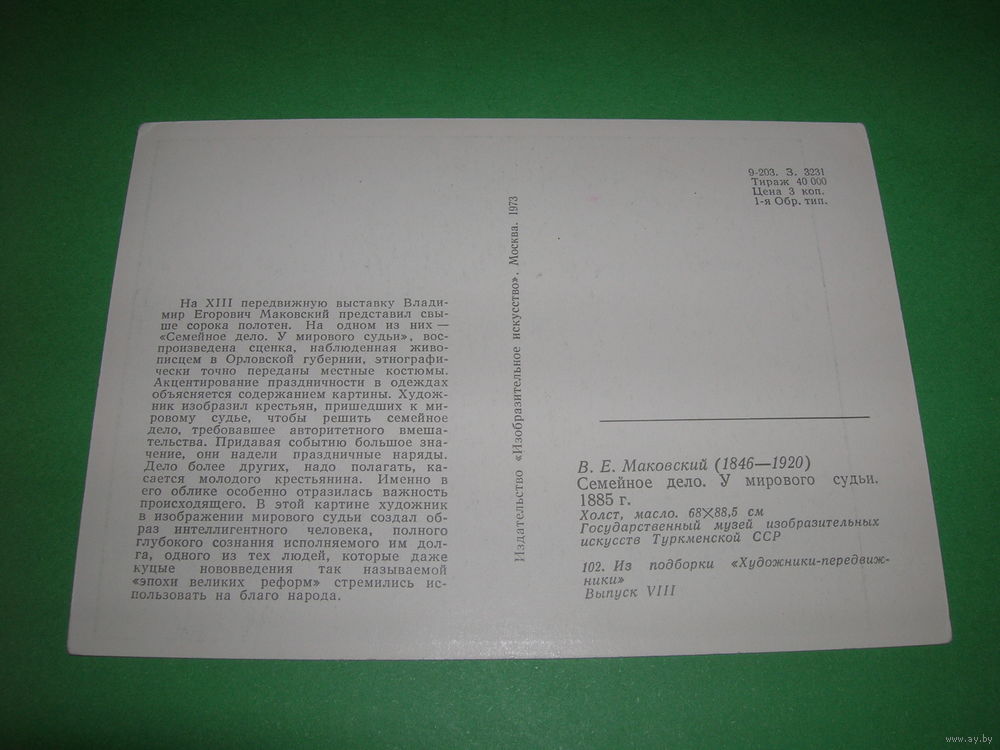 На XIII передвижную выставку Влади-
мир Егорович Маковский представил свы-
ше сорока полотен. На одном из них —
«Семейное дело. У мирового судьи», вос-
произведена сценка, наблюденная живо-
писцем в Орловской губернии, этнографи-
чески точно переданы местные костюмы.
Акцентирование праздничности в одеждах
объясняется содержанием картины. Худож-
ник изобразил крестьян, пришедших к ми-
ровому судье, чтобы решить семейное
дело, требовавшее авторитетного вмеша-
тельства. Придавая событию большое зна-
чение, они надели праздничные наряды.
Дело более других, надо полагать, ка-
сается молодого крестьянина. Именно в
его облике особенно отразилась важность
происходящего. В этой картине художник
в изображении мирового судьи создал об-
раз интеллигентного человека, полного
глубокого сознания исполняемого им дол-
га, одного из тех людей, которые даже
куцые нововведения так называемой
«эпохи великих реформ» стремились ис-
пользовать на благо народа.
Издательство «Изобразительное искусство». Москва. 1973
9-203. З. 3231
Тираж 40 000
Цена 3 коп.
1-я Обр. тип.
В. Е. Маковский (1846—1920)
Семейное дело. У мирового судьи.
1885 г.
Холст, масло. 68×88,5 см
Государственный музей изобразительных
искусств Туркменской ССР
102. Из подборки «Художники-передвиж-
ники»
Выпуск VIII
www.ay.by